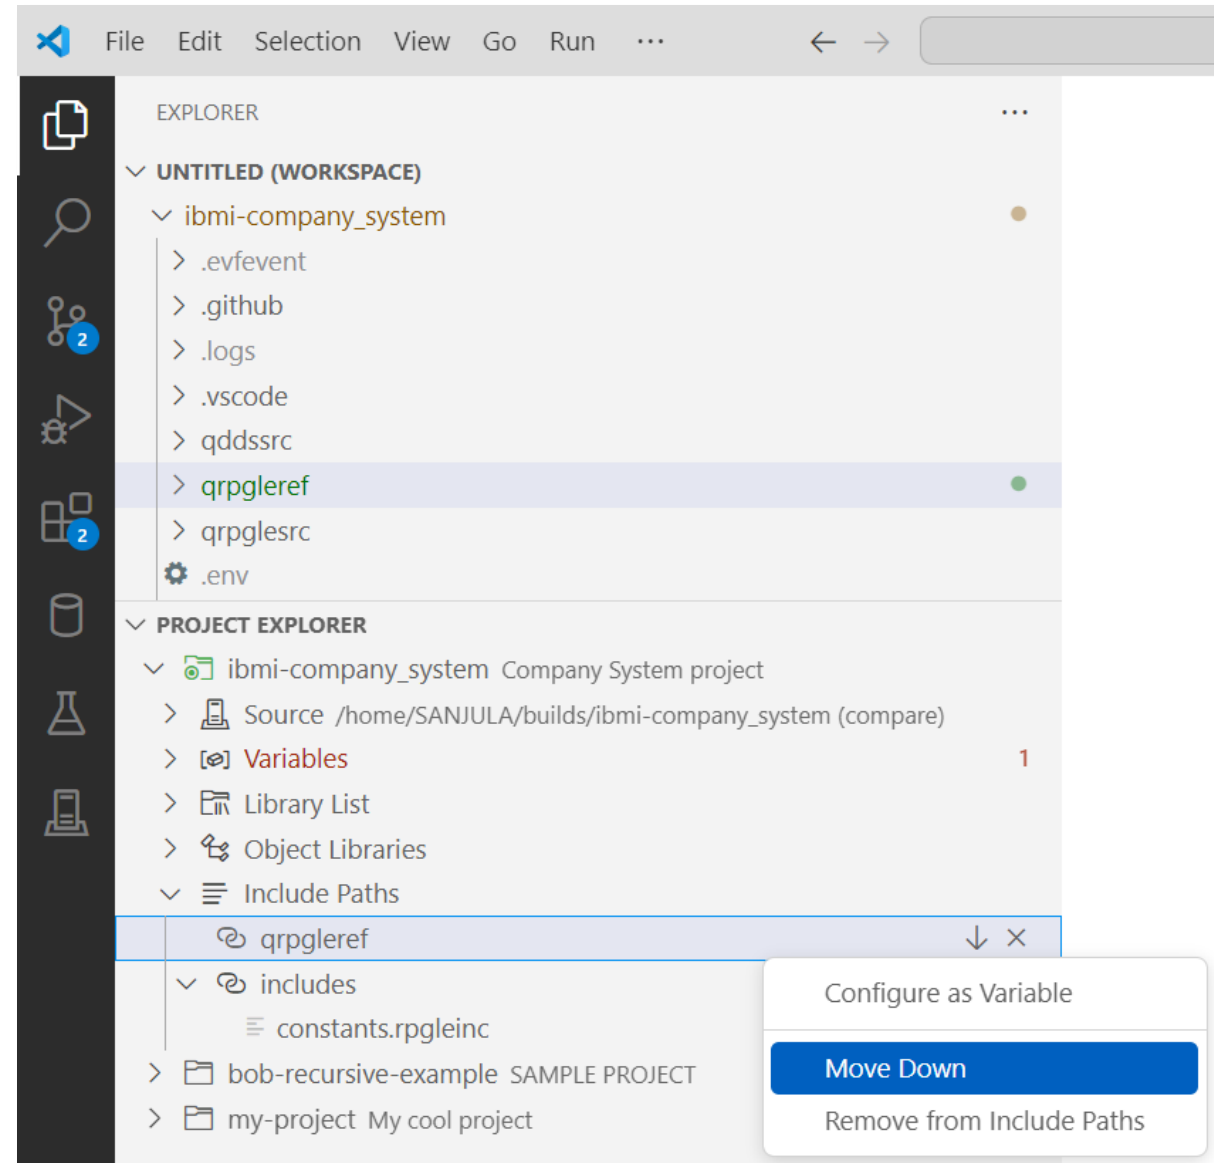 File Edit Selection View Go Run ...
EXPLORER ...
UNTITLED (WORKSPACE)
ibmi-company_system
.evfevent
.github
2
.logs
.vscode
qddssrc
qrpgleref
qrpglesrc
2
.env
PROJECT EXPLORER
ibmi-company_system Company System project
Source /home/SANJULA/builds/ibmi-company_system (compare)
Variables 1
Library List
Object Libraries
Include Paths
qrpgleref
includes
Configure as Variable
constants.rpgleinc
Move Down
bob-recursive-example SAMPLE PROJECT
my-project My cool project
Remove from Include Paths